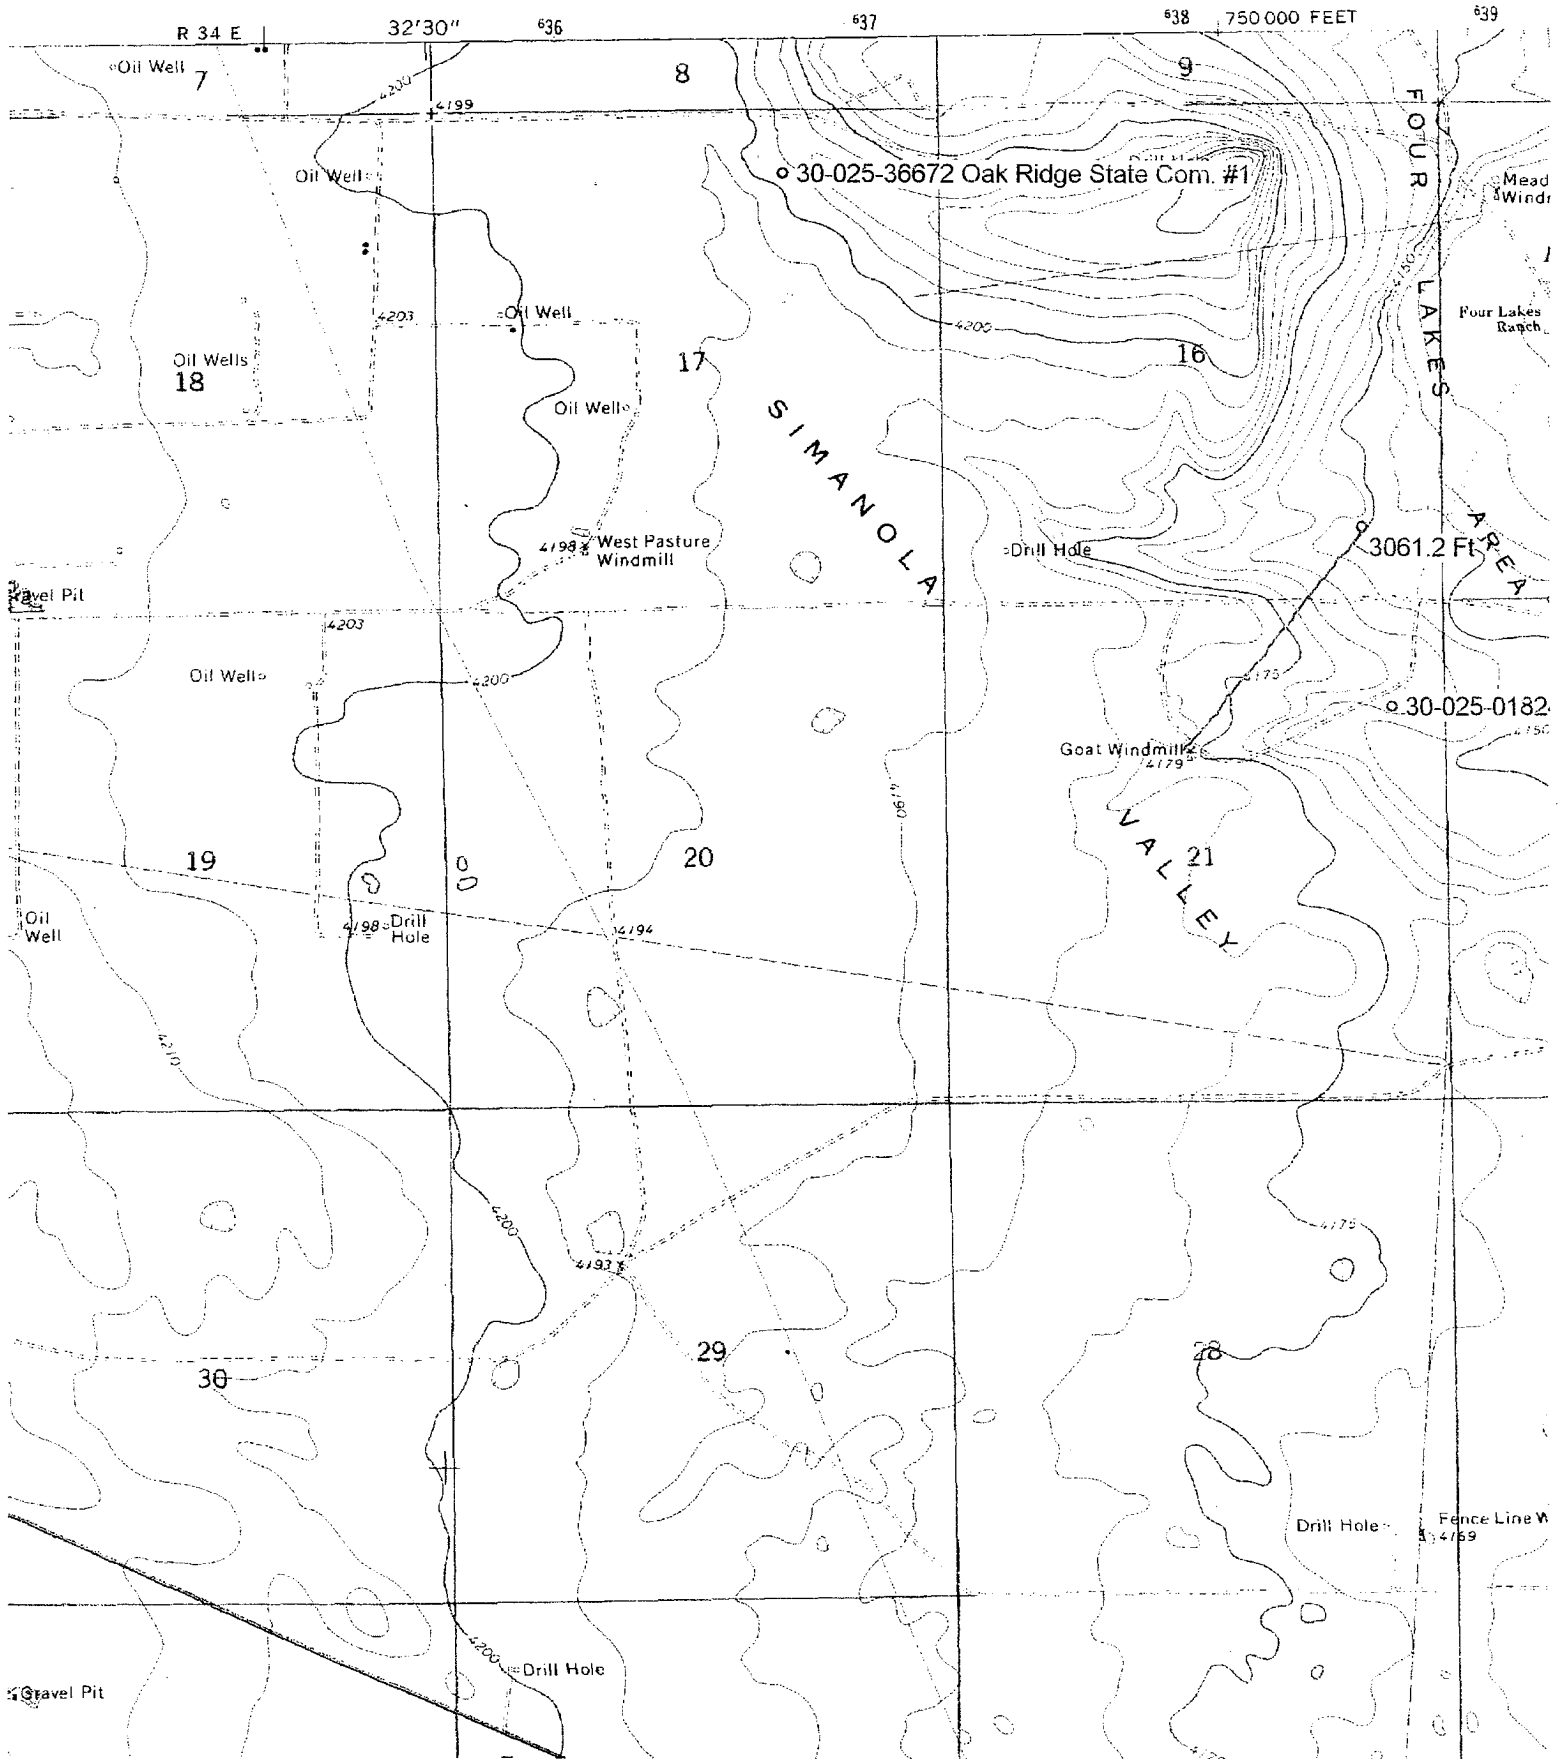 R 34 E
32'30"
636
637
638
750 000 FEET
639
Oil Well
7
8
9
4200
4199
FOUR LAKES AREA
Oil Well
30-025-36672 Oak Ridge State Com. #1
Mead
4150
4203
Oil Well
4200
Four Lakes
Ranch
Oil Wells
18
17
16
Oil Well
SIMANOLA
4198
West Pasture
Windmill
Drill Hole
3061.2 Ft
avel Pit
4203
Oil Well
4200
4175
30-025-0182
4150
Goat Windmill
4179
4190
VALLEY
19
20
21
Oil
Well
4198
Drill
Hole
4194
4210
4200
4175
4193
29
28
30
Drill Hole
Fence Line W
4169
4200
Drill Hole
Gravel Pit